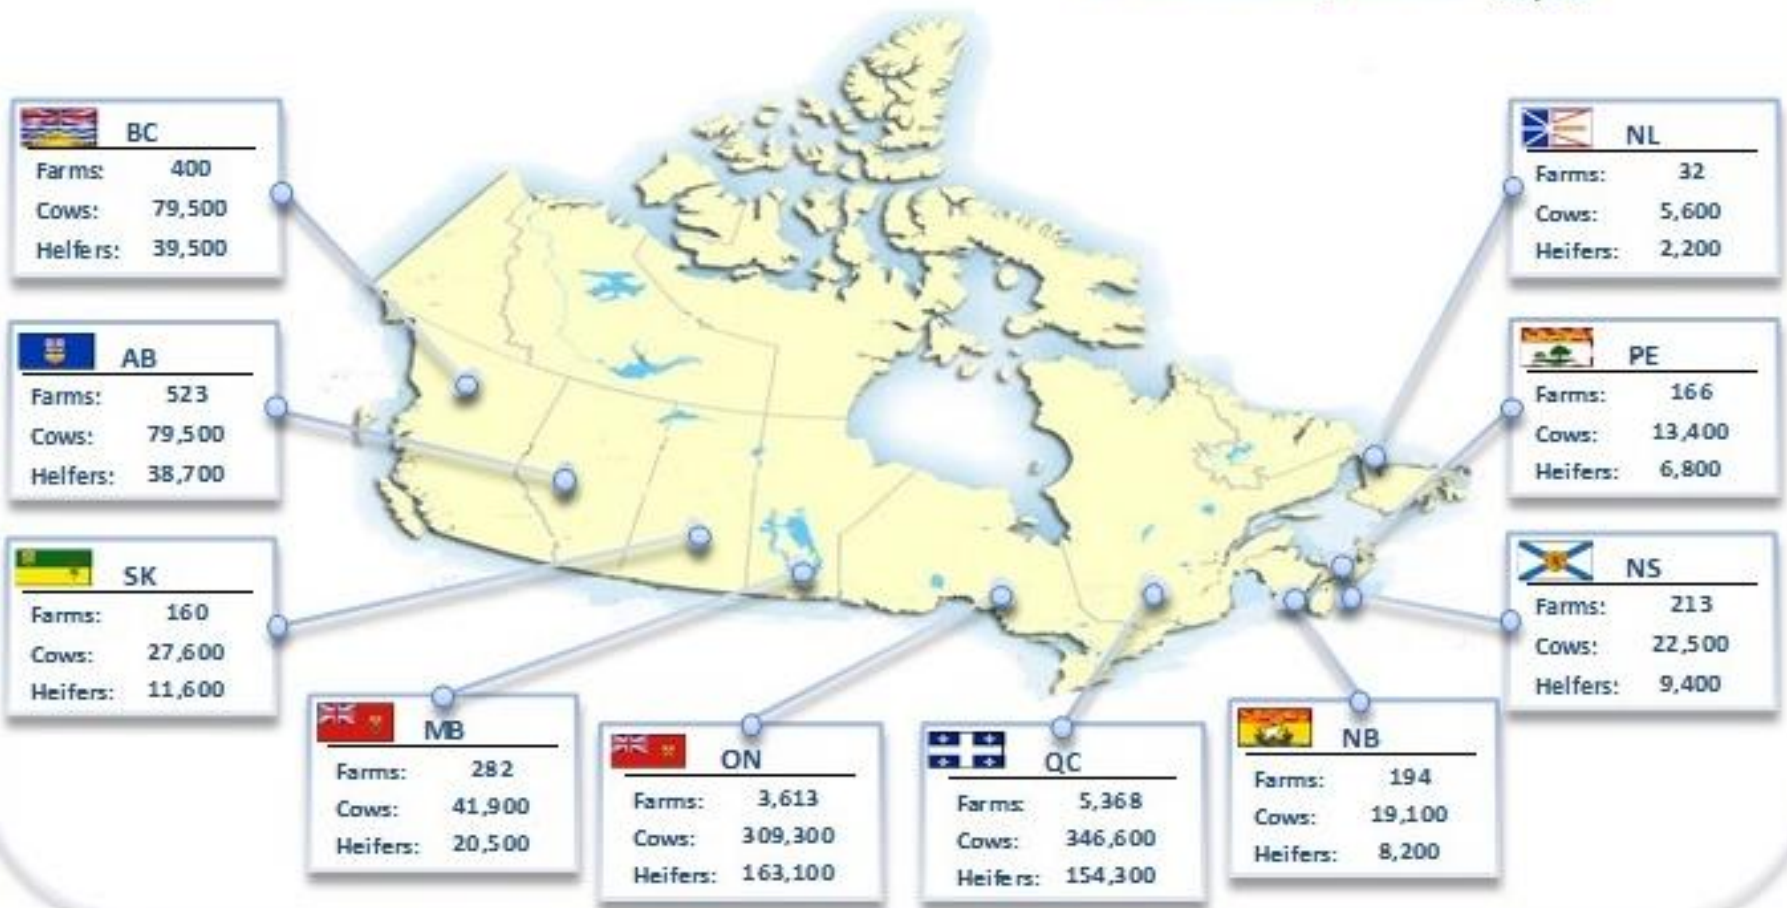 BC
Farms: 400
Cows: 79,500
Helfers: 39,500
AB
Farms: 523
Cows: 79,500
Helfers: 38,700
SK
Farms: 160
Cows: 27,600
Heifers: 11,600
MB
Farms: 282
Cows: 41,900
Heifers: 20,500
ON
Farms: 3,613
Cows: 309,300
Heifers: 163,100
QC
Farms: 5,368
Cows: 346,600
Heifers: 154,300
NB
Farms: 194
Cows: 19,100
Heifers: 8,200
NL
Farms: 32
Cows: 5,600
Heifers: 2,200
PE
Farms: 166
Cows: 13,400
Heifers: 6,800
NS
Farms: 213
Cows: 22,500
Helfers: 9,400